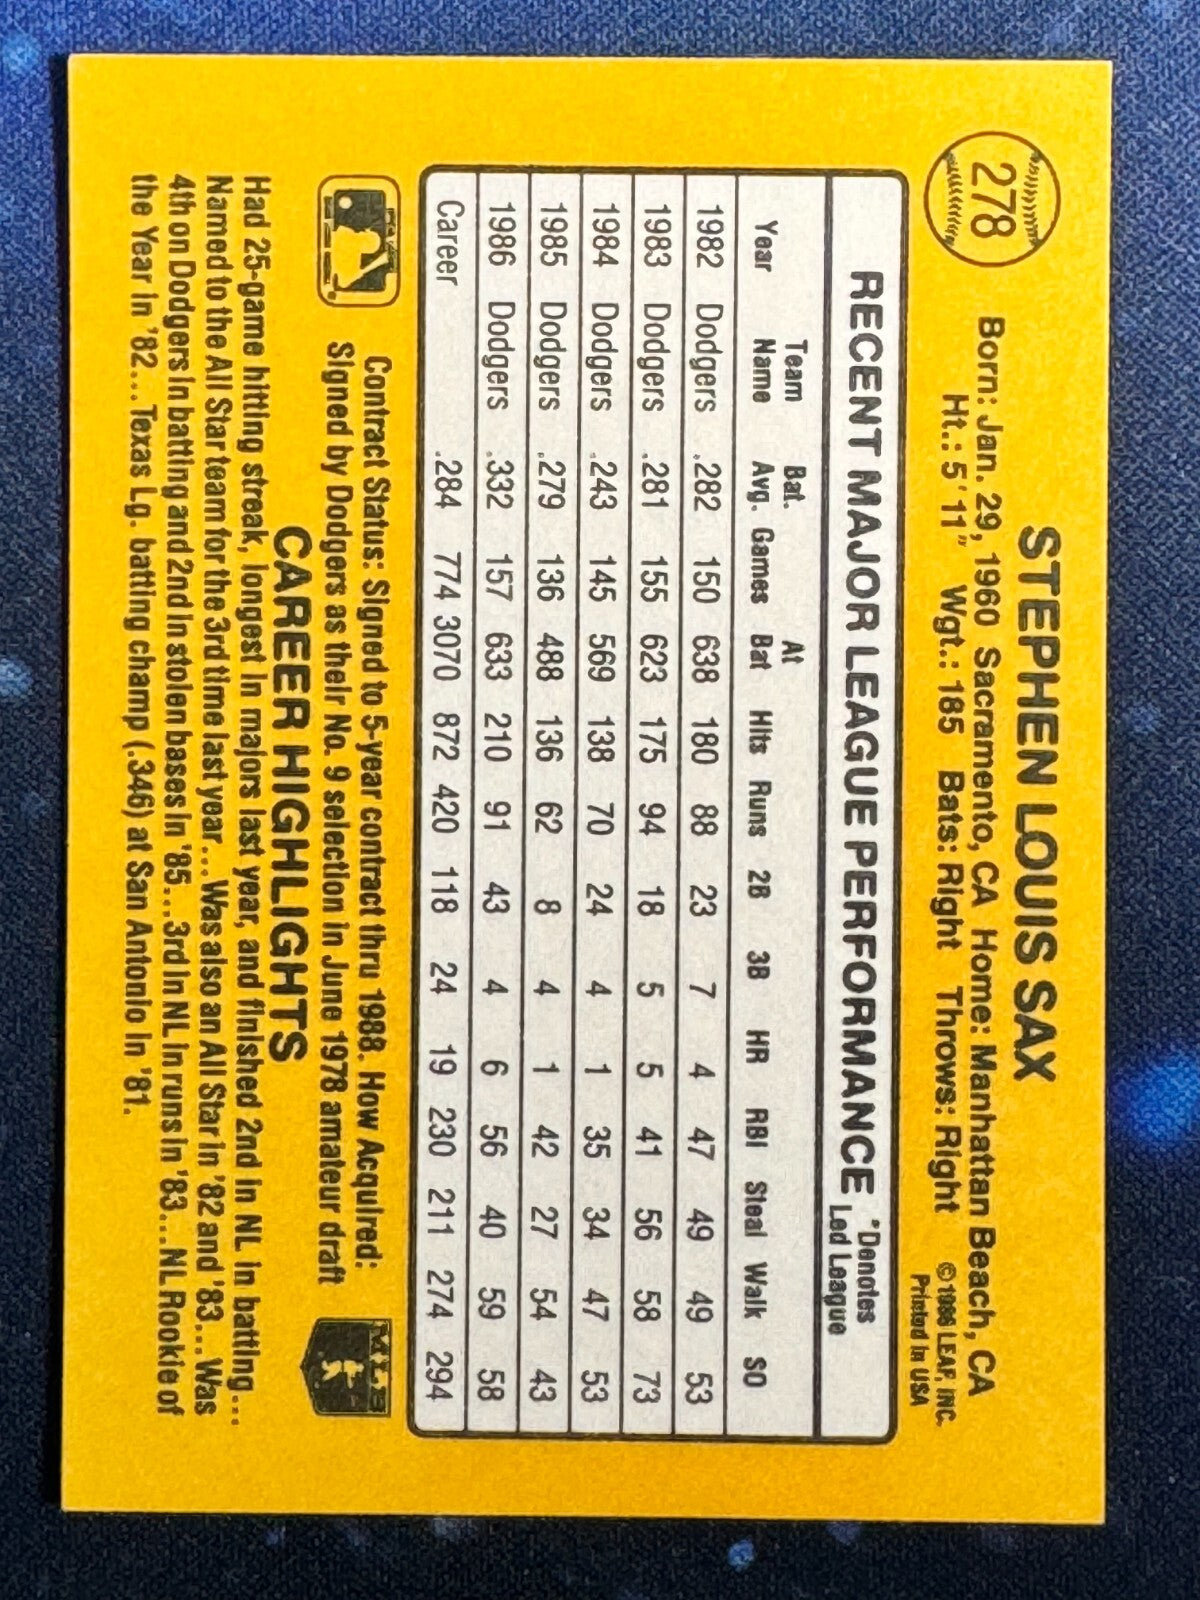 278
STEPHEN LOUIS SAX
Born: Jan. 29, 1960 Sacramento, CA Home: Manhattan Beach, CA
Ht.: 5'11" Wgt.: 185 Bats: Right Throws: Right
© 1986 LEAF, INC.
Printed in USA
RECENT MAJOR LEAGUE PERFORMANCE *Denotes Led League
Year Team Name Bat. Avg. Games At Bat Hits Runs 2B 3B HR RBI Steal Walk SO
1982 Dodgers .282 150 638 180 88 23 7 4 47 49 49 53
1983 Dodgers .281 155 623 175 94 18 5 5 41 56 58 73
1984 Dodgers .243 145 569 138 70 24 4 1 35 34 47 53
1985 Dodgers .279 136 488 136 62 8 4 1 42 27 54 43
1986 Dodgers .332 157 633 210 91 43 4 6 56 40 59 58
Career .284 774 3070 872 420 118 24 19 230 211 274 294
Contract Status: Signed to 5-year contract thru 1988. How Acquired:
Signed by Dodgers as their No. 9 selection in June 1978 amateur draft
MLB
CAREER HIGHLIGHTS
Had 25-game hitting streak, longest in majors last year, and finished 2nd in NL in batting...
Named to the All Star team for the 3rd time last year...Was also an All Star in '82 and '83...Was
4th on Dodgers in batting and 2nd in stolen bases in '85...3rd in NL in runs in '83...NL Rookie of
the Year in '82...Texas Lg. batting champ (.346) at San Antonio in '81.